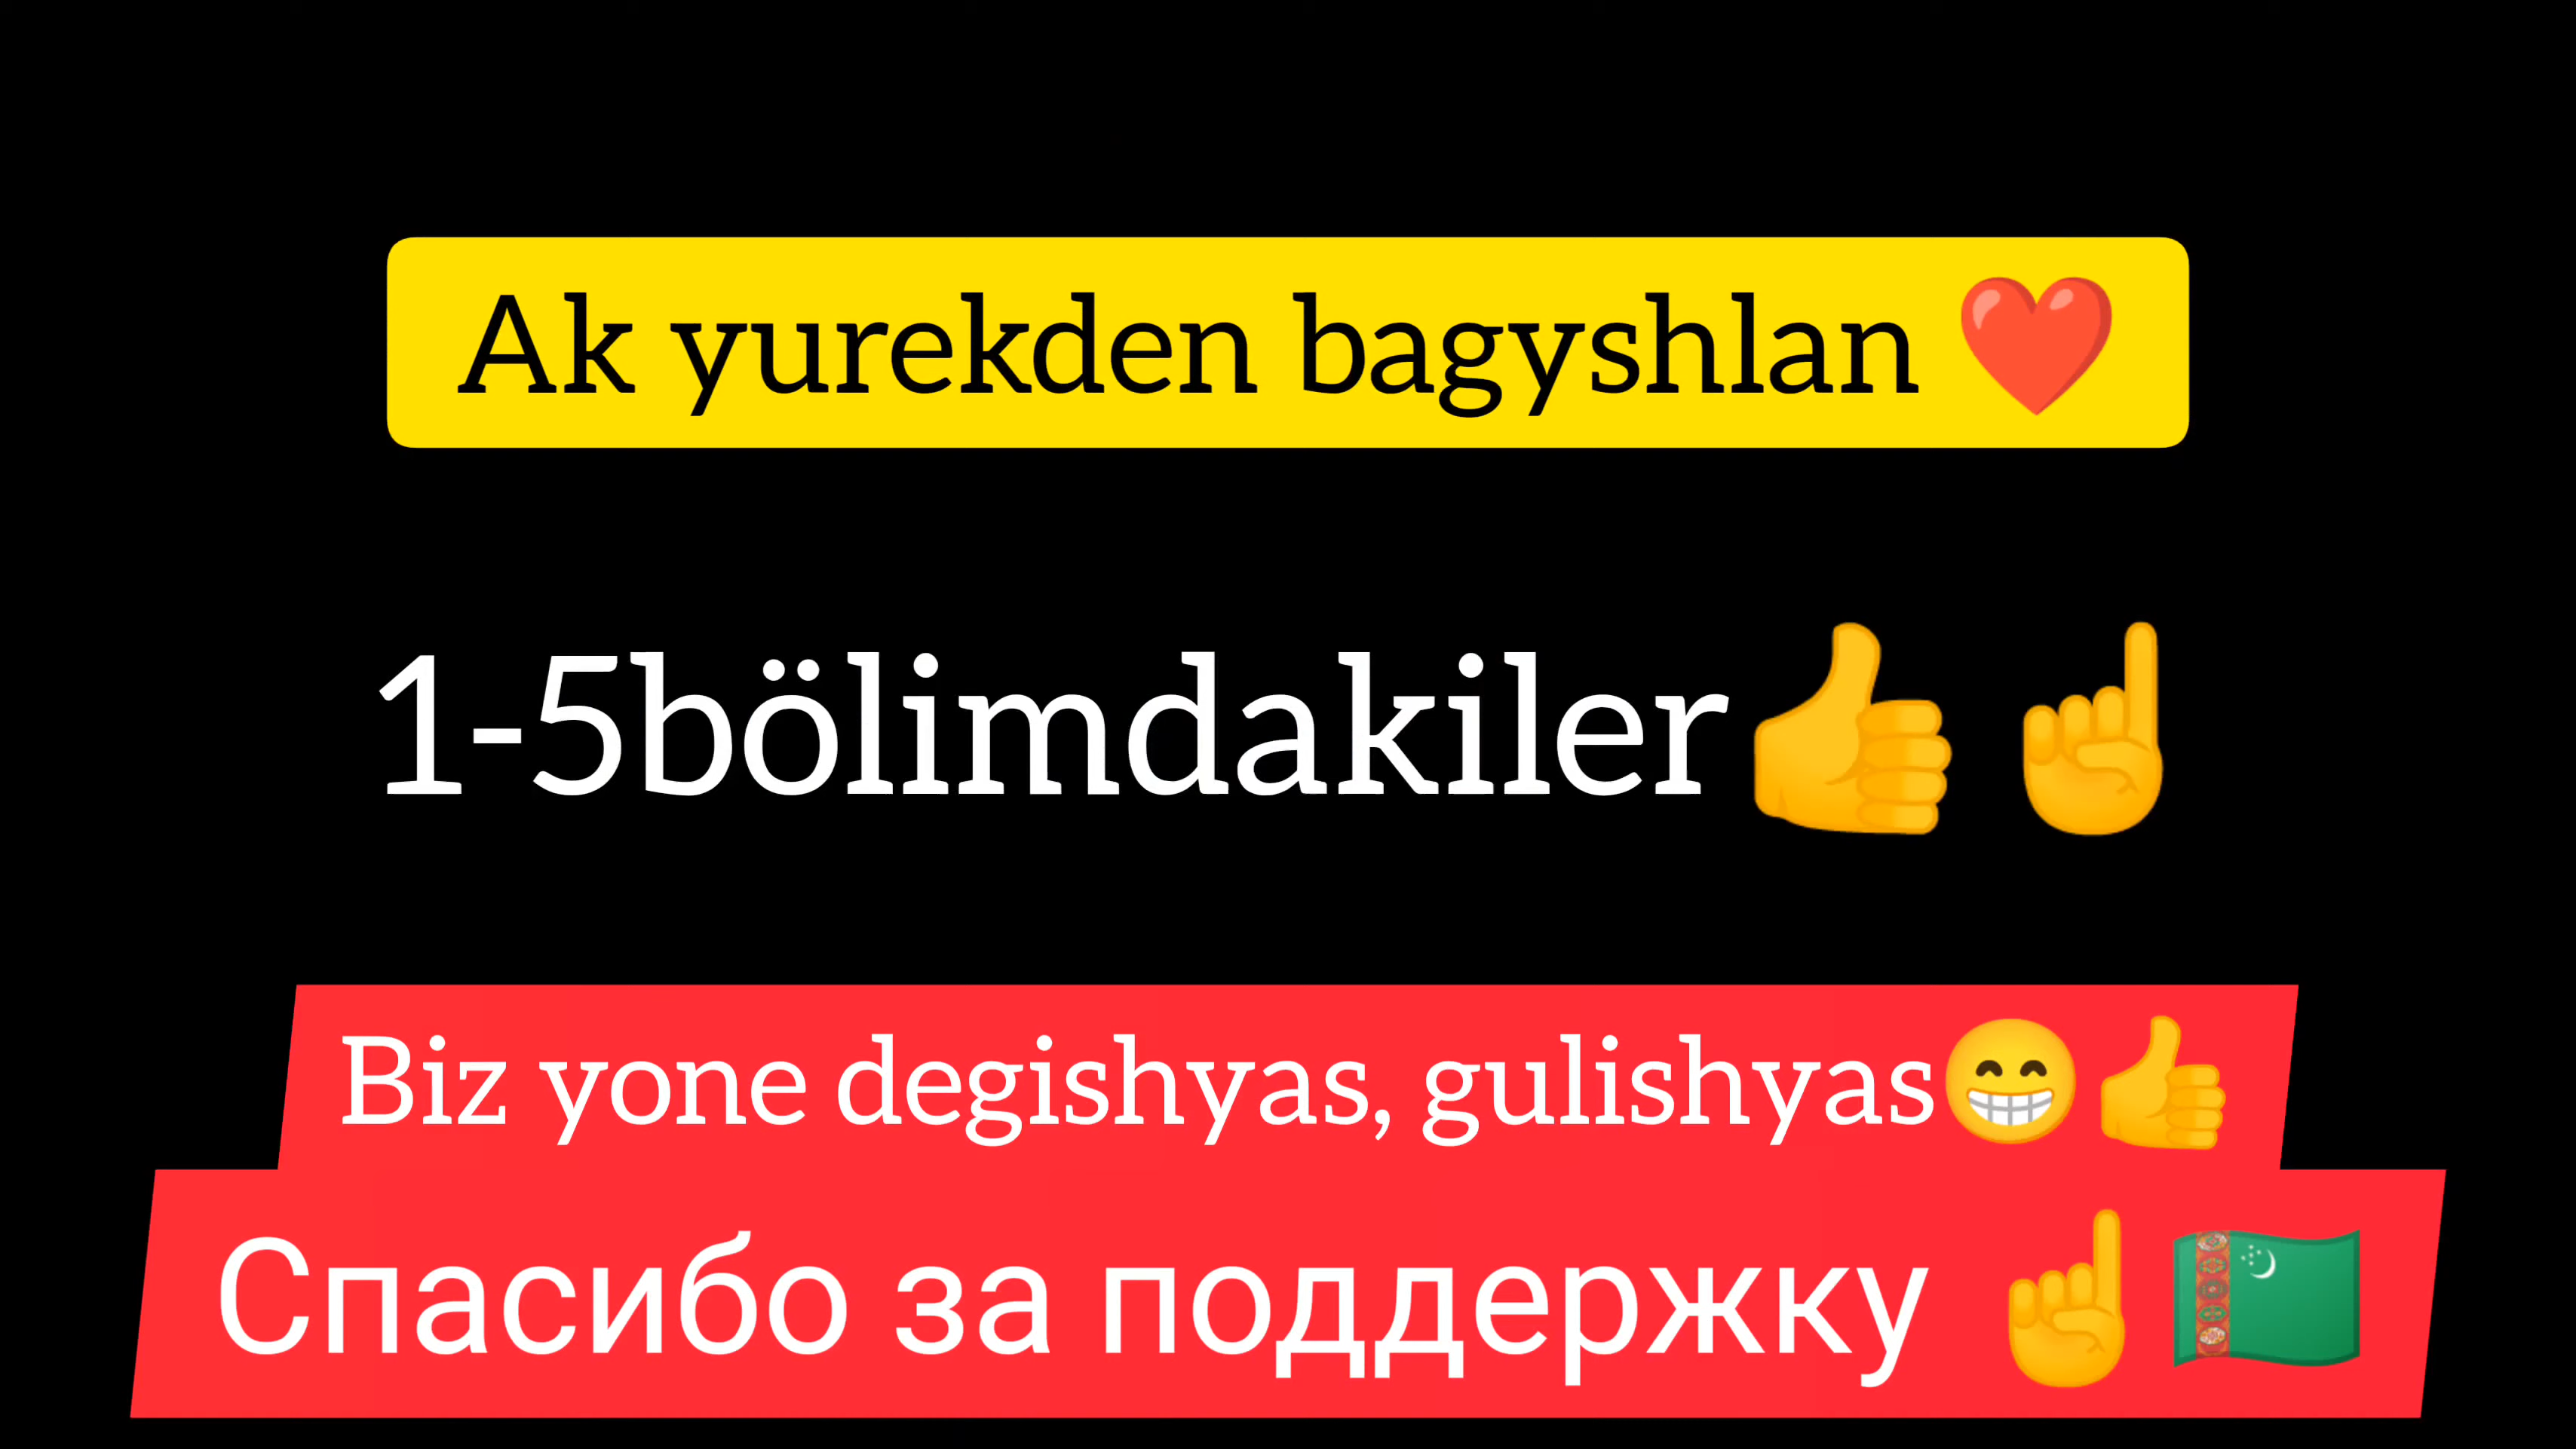 Ak yurekden bagyshlan ❤️
1-5bölimdakiler👍☝️
Biz yone degishyas, gulishyas😁👍
Спасибо за поддержку ☝️🇹🇲